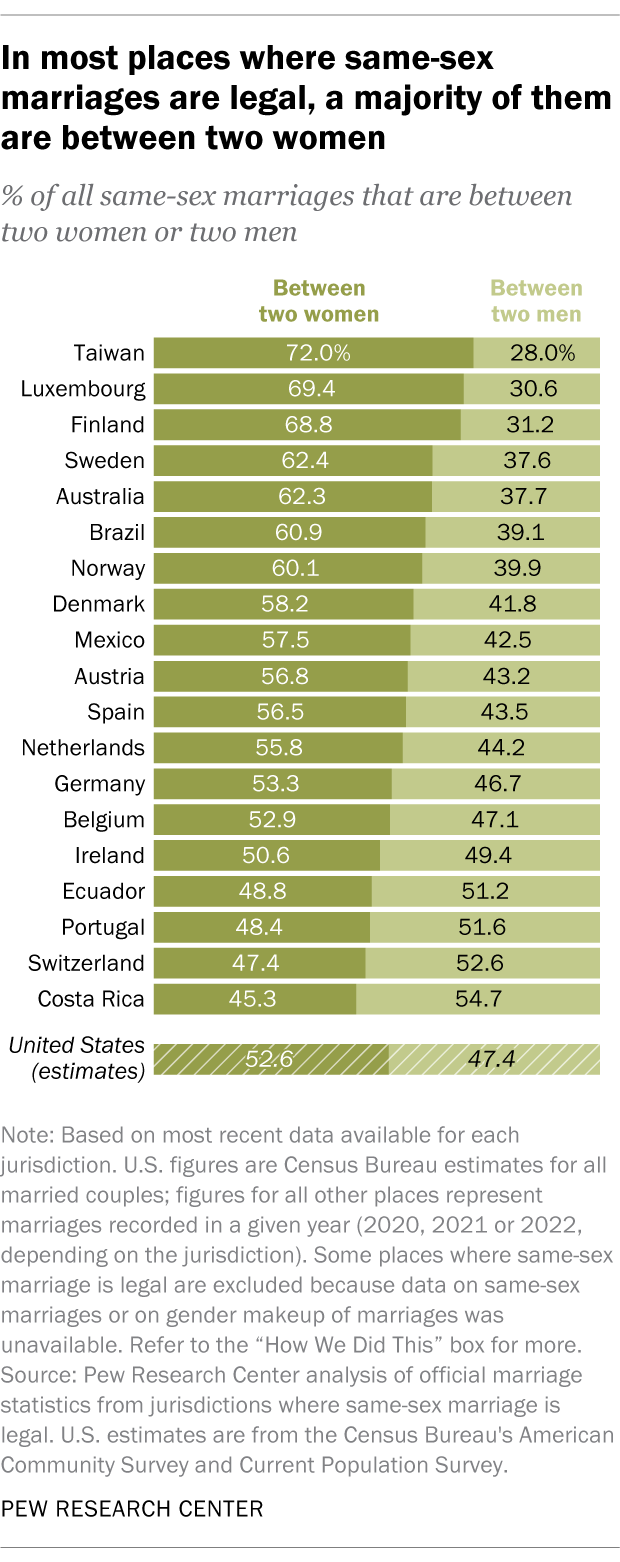 In most places where same-sex
marriages are legal, a majority of them
are between two women
% of all same-sex marriages that are between
two women or two men
Between
two women
Between
two men
Taiwan 72.0% 28.0%
Luxembourg 69.4 30.6
Finland 68.8 31.2
Sweden 62.4 37.6
Australia 62.3 37.7
Brazil 60.9 39.1
Norway 60.1 39.9
Denmark 58.2 41.8
Mexico 57.5 42.5
Austria 56.8 43.2
Spain 56.5 43.5
Netherlands 55.8 44.2
Germany 53.3 46.7
Belgium 52.9 47.1
Ireland 50.6 49.4
Ecuador 48.8 51.2
Portugal 48.4 51.6
Switzerland 47.4 52.6
Costa Rica 45.3 54.7
United States
(estimates) 52.6 47.4
Note: Based on most recent data available for each
jurisdiction. U.S. figures are Census Bureau estimates for all
married couples; figures for all other places represent
marriages recorded in a given year (2020, 2021 or 2022,
depending on the jurisdiction). Some places where same-sex
marriage is legal are excluded because data on same-sex
marriages or on gender makeup of marriages was
unavailable. Refer to the “How We Did This” box for more.
Source: Pew Research Center analysis of official marriage
statistics from jurisdictions where same-sex marriage is
legal. U.S. estimates are from the Census Bureau's American
Community Survey and Current Population Survey.
PEW RESEARCH CENTER